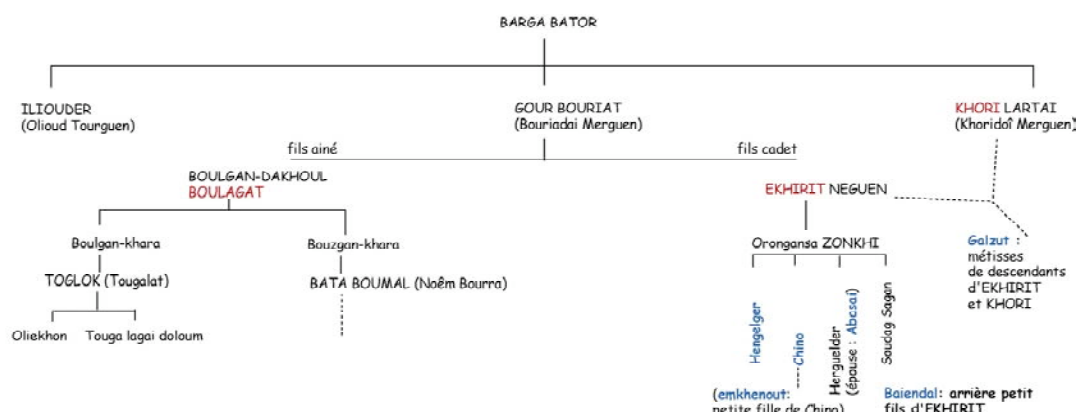 BARGA BATOR
ILIOUDER
(Olioud Tourguen)
GOUR BOURIAT
(Bouriadai Merguen)
KHORI LARTAI
(Khoridoî Merguen)
fils ainé
fils cadet
BOULGAN-DAKHOUL
BOULAGAT
EKHIRIT NEGUEN
Boulgan-khara
Bouzgan-khara
Orongansa ZONKHI
Galzut :
métisses
de descendants
d'EKHIRIT
et KHORI
TOGLOK (Tougalat)
BATA BOUMAL (Noêm Bourra)
Oliekhon
Touga lagai doloum
Hengelger
Chino
Herguelder
(épouse : Abasai)
Saudag Sagan
(emkhenout:
petite fille de Chino)
Baiendal: arrière petit
fils d'EKHIRIT